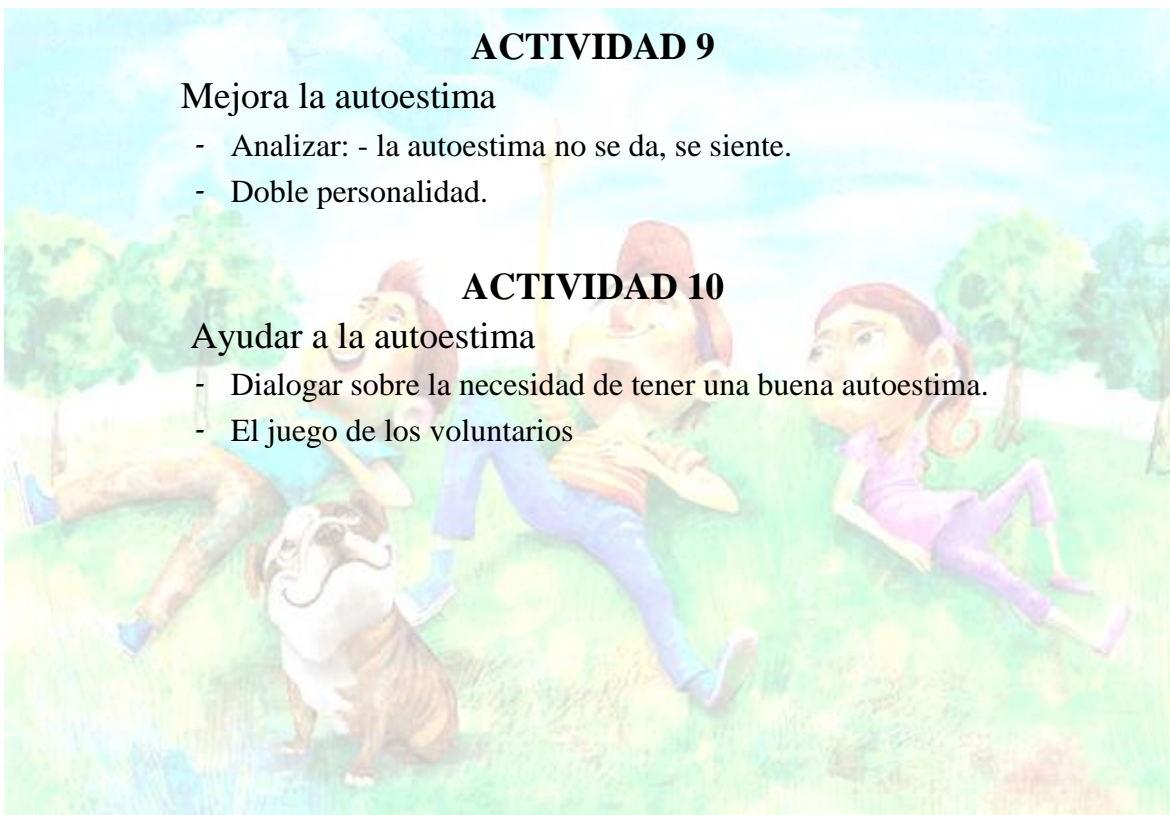 ACTIVIDAD 9
Mejora la autoestima
- Analizar: - la autoestima no se da, se siente.
- Doble personalidad.
ACTIVIDAD 10
Ayudar a la autoestima
- Dialogar sobre la necesidad de tener una buena autoestima.
- El juego de los voluntarios